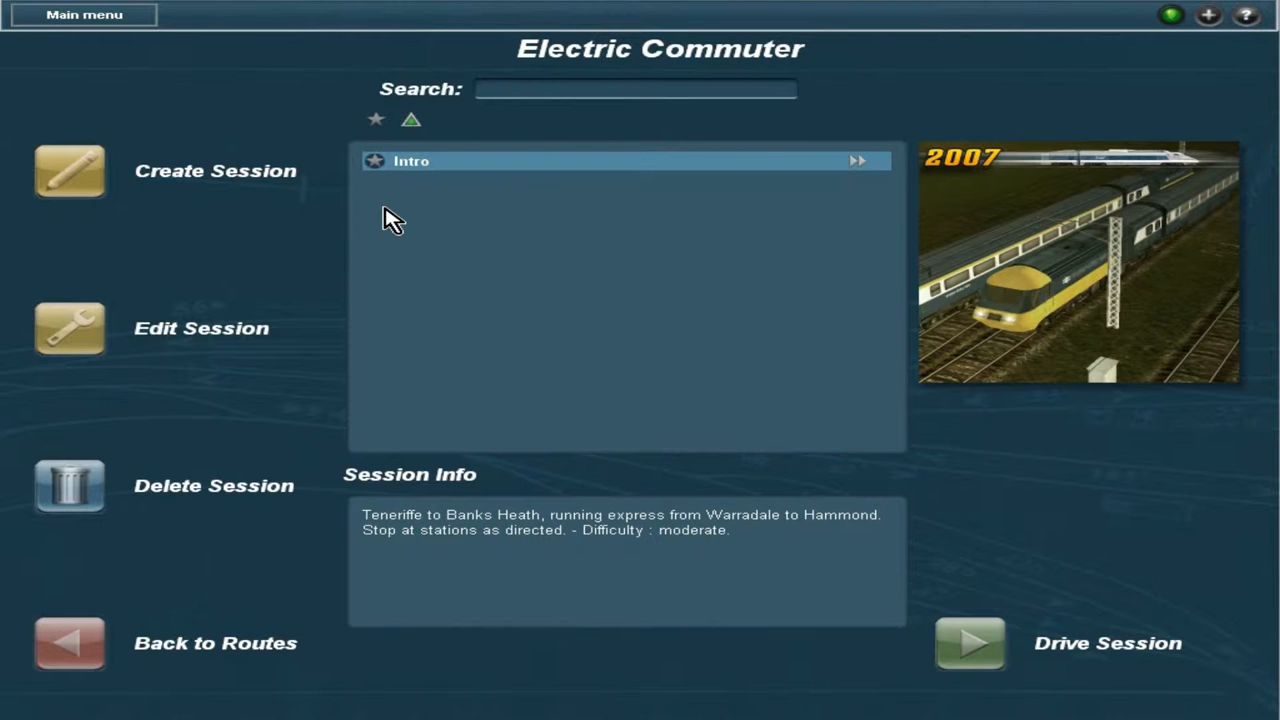 Main menu
?
Electric Commuter
Search:
Create Session
Intro
2007
Edit Session
Delete Session
Session Info
Teneriffe to Banks Heath, running express from Warradale to Hammond.
Stop at stations as directed. - Difficulty : moderate.
Back to Routes
Drive Session